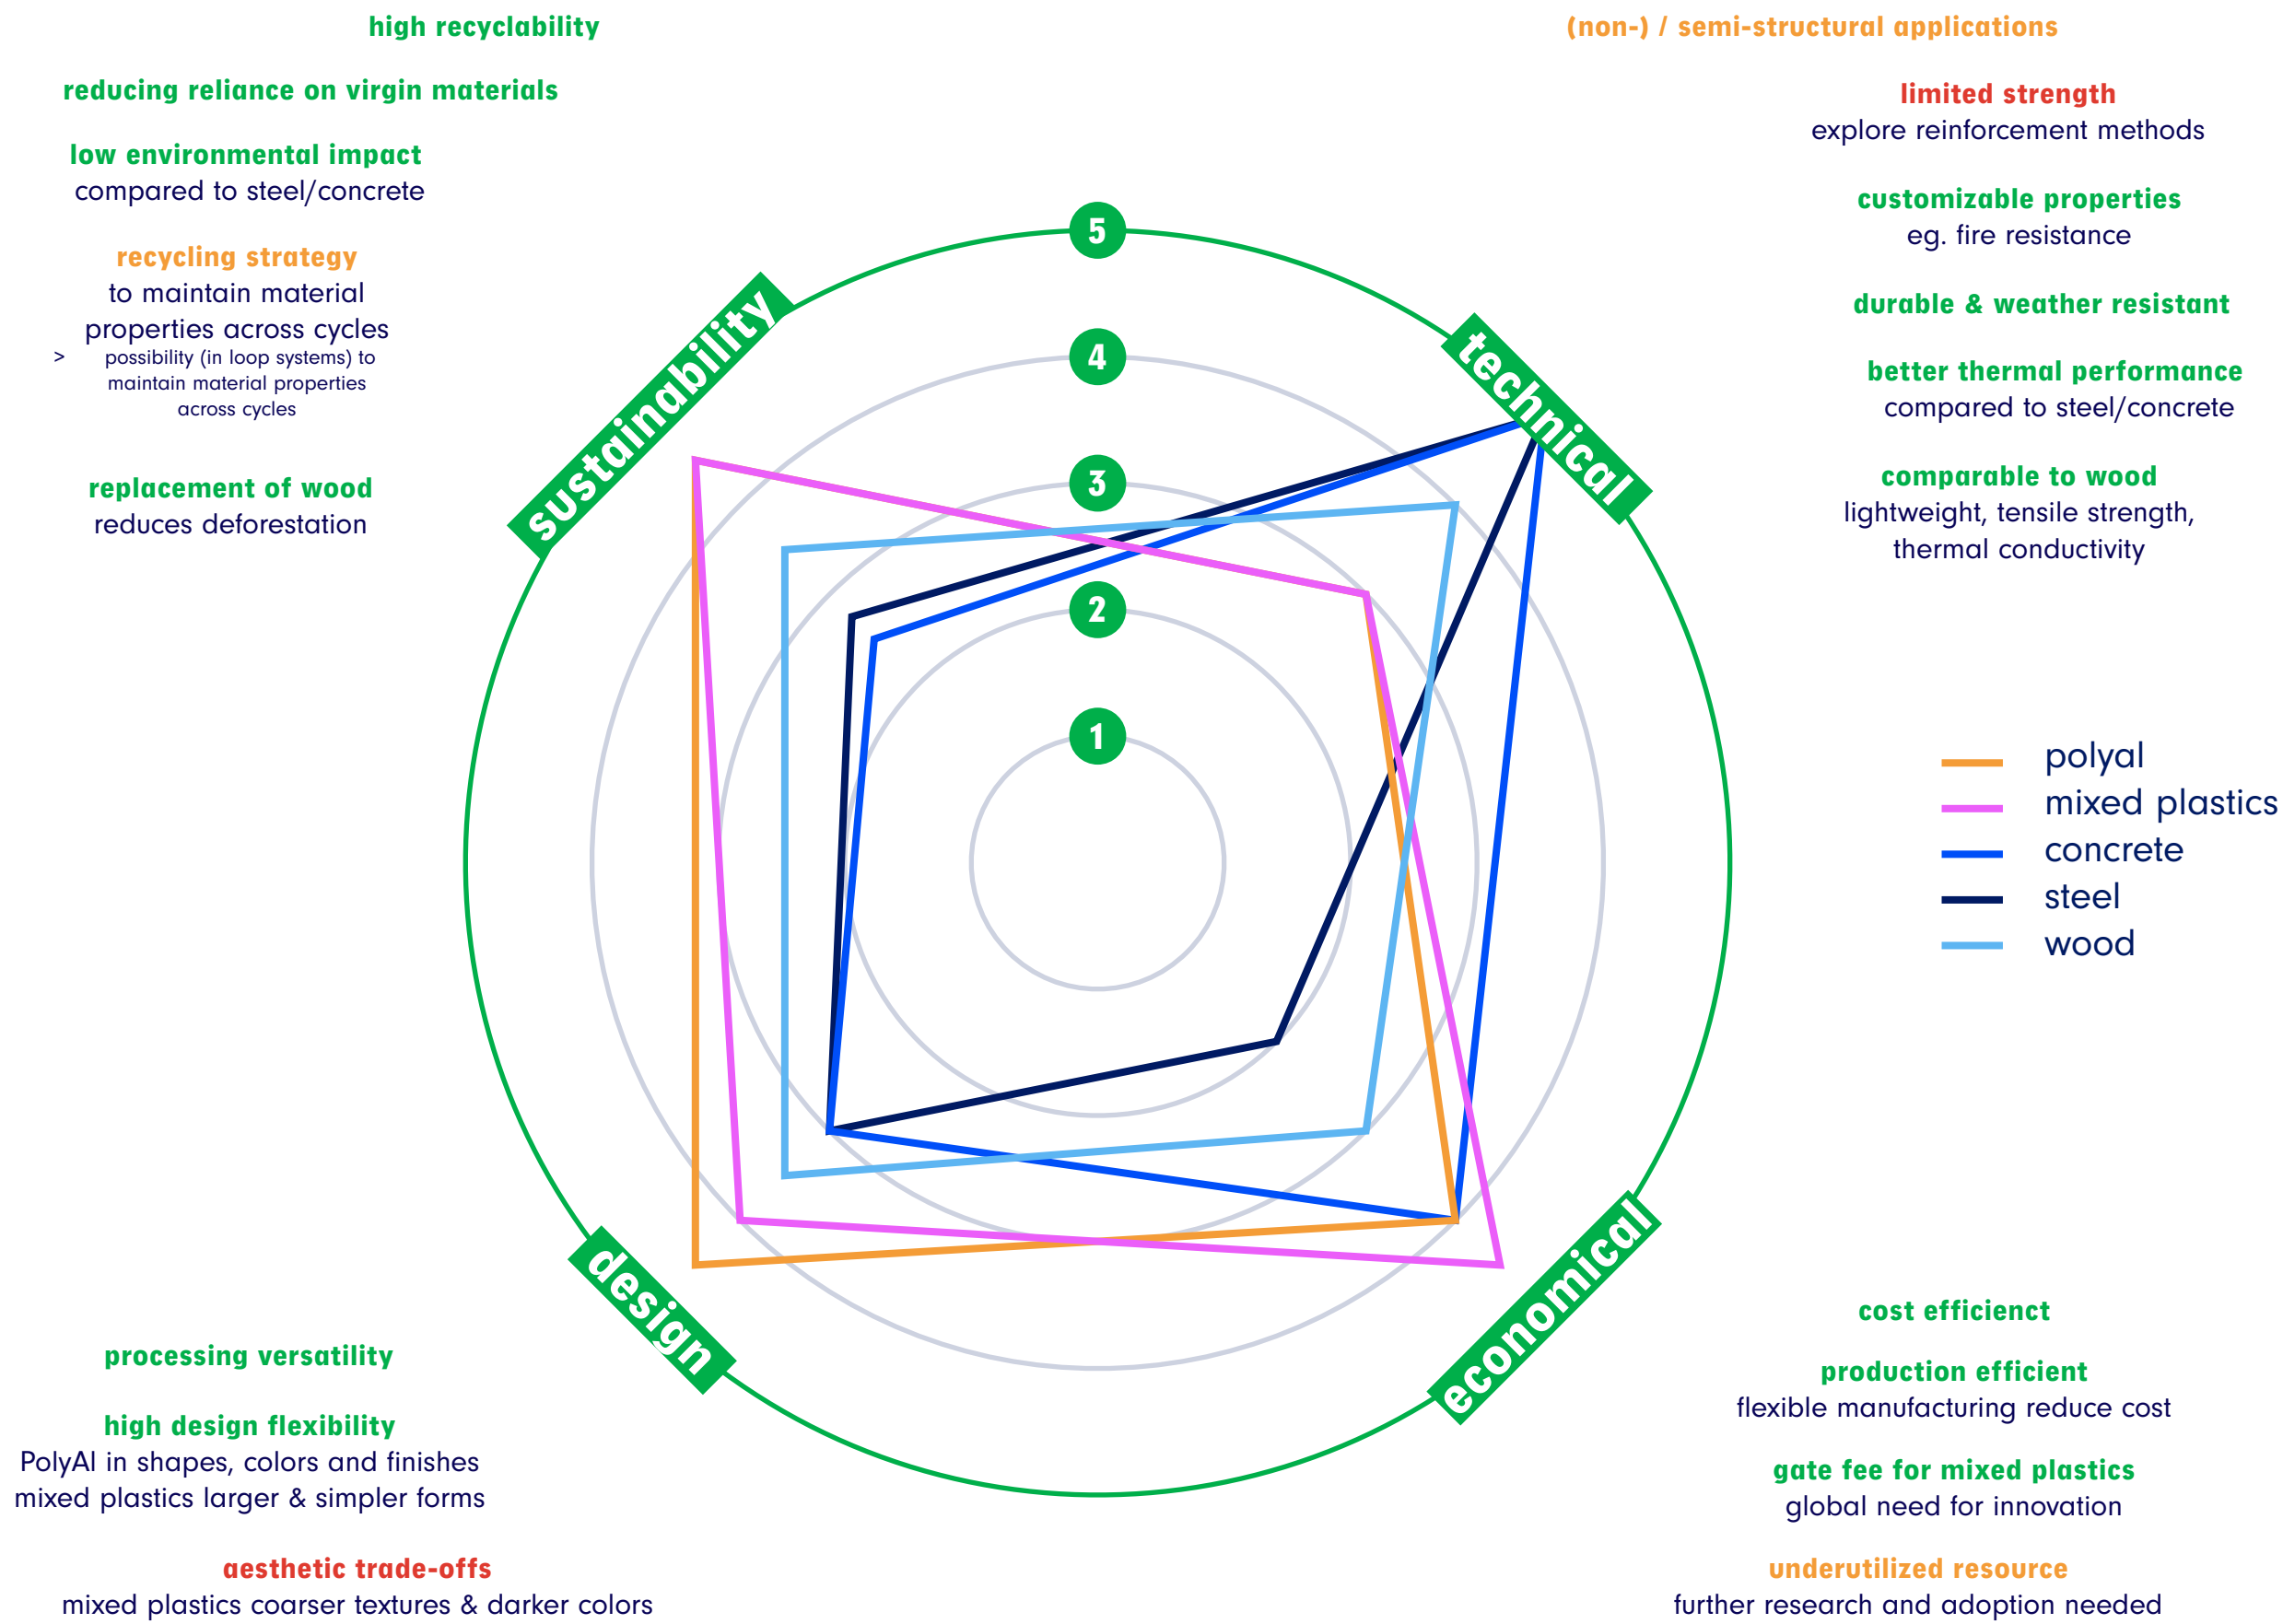 high recyclability
reducing reliance on virgin materials
low environmental impact
compared to steel/concrete
recycling strategy
to maintain material
properties across cycles
> possibility (in loop systems) to
maintain material properties
across cycles
replacement of wood
reduces deforestation
(non-) / semi-structural applications
limited strength
explore reinforcement methods
customizable properties
eg. fire resistance
durable & weather resistant
better thermal performance
compared to steel/concrete
comparable to wood
lightweight, tensile strength,
thermal conductivity
sustainability
technical
5
4
3
2
1
polyal
mixed plastics
concrete
steel
wood
design
economical
processing versatility
high design flexibility
PolyAl in shapes, colors and finishes
mixed plastics larger & simpler forms
aesthetic trade-offs
mixed plastics coarser textures & darker colors
cost efficienct
production efficient
flexible manufacturing reduce cost
gate fee for mixed plastics
global need for innovation
underutilized resource
further research and adoption needed